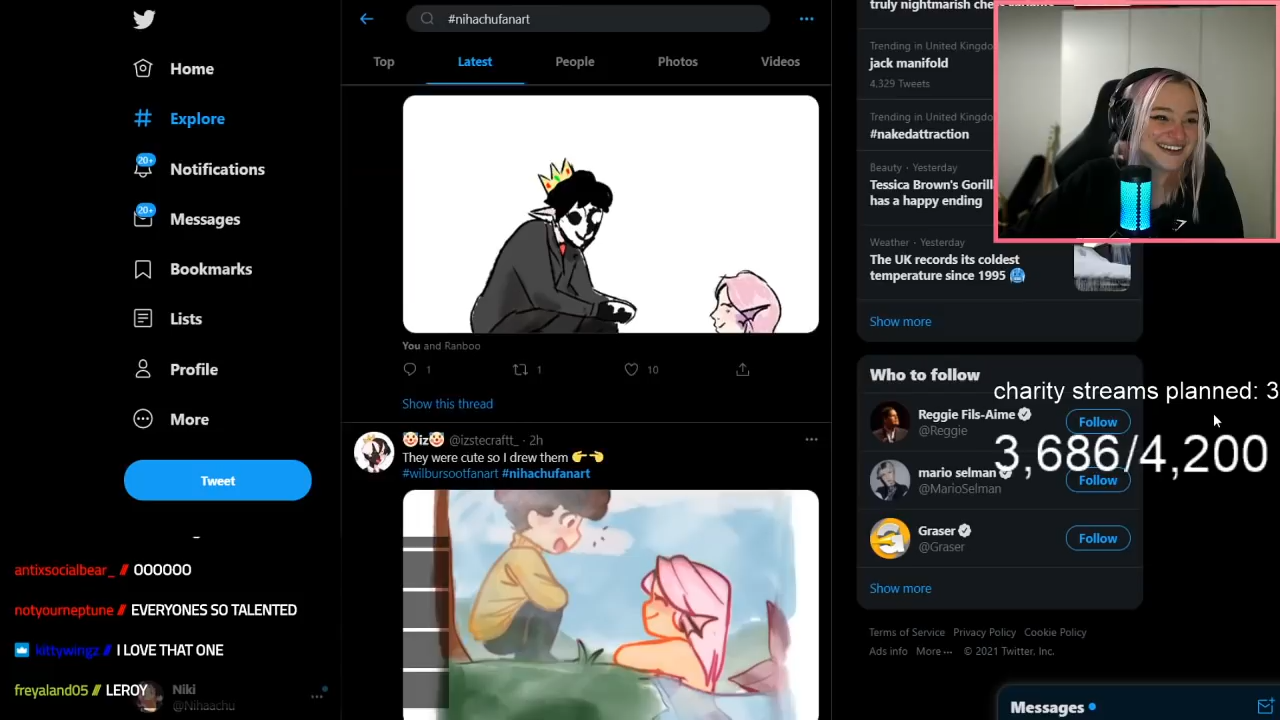 Home
Explore
20+
Notifications
20+
Messages
Bookmarks
Lists
Profile
More
Tweet
antixsocialbear_ // OOOOOO
notyourneptune // EVERYONES SO TALENTED
kittywingz // I LOVE THAT ONE
freyaland05 // LEROY
Niki
@Nihaachu
#nihachufanart
Top
Latest
People
Photos
Videos
You and Ranboo
1
1
10
Show this thread
🤡iz🤡 @izstecraftt_ · 2h
They were cute so I drew them 👉👈
#wilbursootfanart #nihachufanart
truly nightmarish
Trending in United Kingdo
jack manifold
4,329 Tweets
Trending in United Kingdo
#nakedattraction
Beauty · Yesterday
Tessica Brown's Goril
has a happy ending
Weather · Yesterday
The UK records its coldest
temperature since 1995 🥶
Show more
Who to follow
charity streams planned: 3
Reggie Fils-Aime
@Reggie
Follow
3,686/4,200
mario selman
@MarioSelman
Follow
Graser
@Graser
Follow
Show more
Terms of Service Privacy Policy Cookie Policy
Ads info More··· © 2021 Twitter, Inc.
Messages